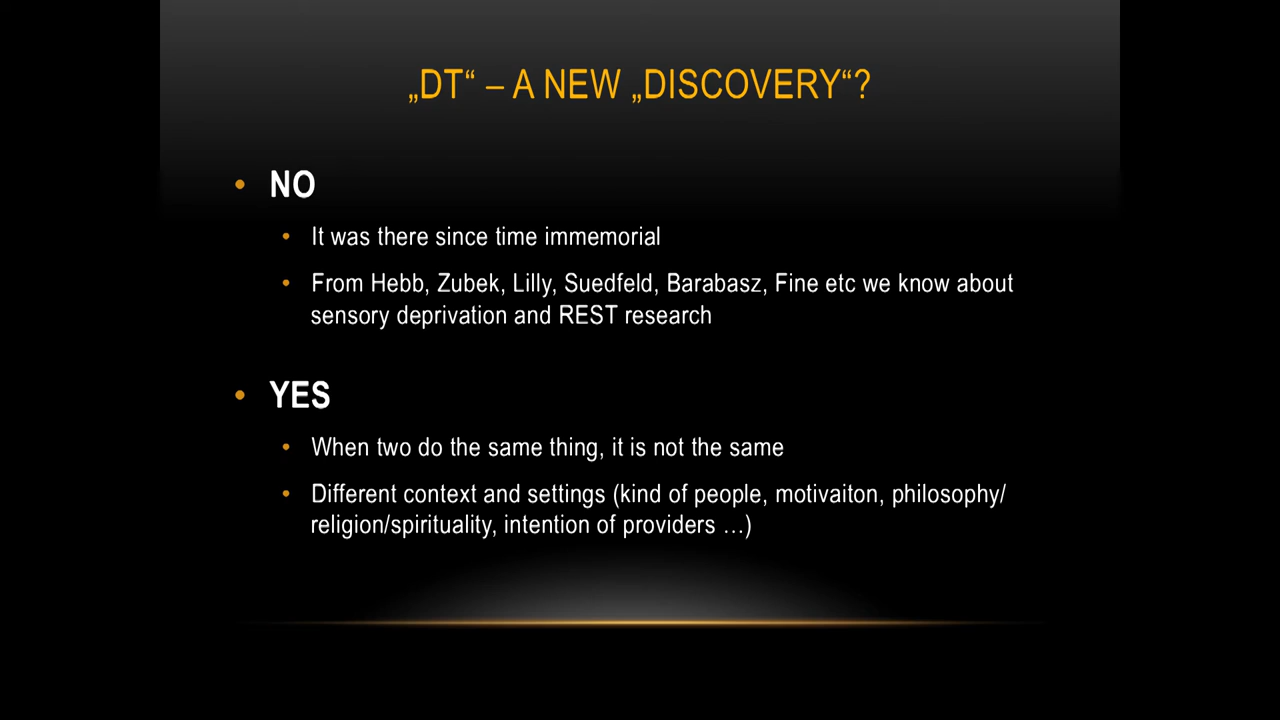 „DT“ – A NEW „DISCOVERY“?
• NO
• It was there since time immemorial
• From Hebb, Zubek, Lilly, Suedfeld, Barabasz, Fine etc we know about
sensory deprivation and REST research
• YES
• When two do the same thing, it is not the same
• Different context and settings (kind of people, motivaiton, philosophy/
religion/spirituality, intention of providers …)